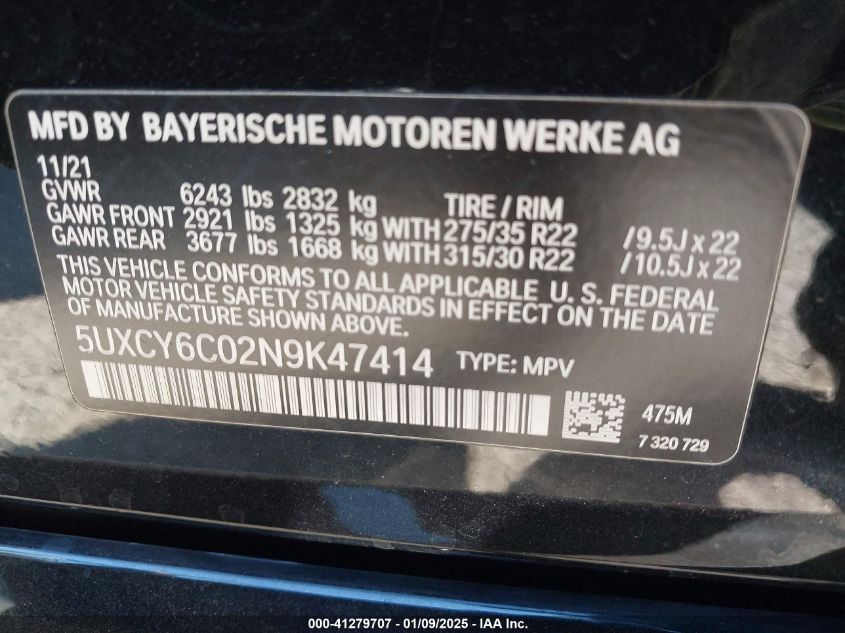 MFD BY BAYERISCHE MOTOREN WERKE AG
11/21
GVWR 6243 lbs 2832 kg TIRE / RIM
GAWR FRONT 2921 lbs 1325 kg WITH 275/35 R22 /9.5J x 22
GAWR REAR 3677 lbs 1668 kg WITH 315/30 R22 /10.5J x 22
THIS VEHICLE CONFORMS TO ALL APPLICABLE U. S. FEDERAL
MOTOR VEHICLE SAFETY STANDARDS IN EFFECT ON THE DATE
OF MANUFACTURE SHOWN ABOVE.
5UXCY6C02N9K47414 TYPE: MPV
475M
7 320 729
000-41279707 - 01/09/2025 - IAA Inc.